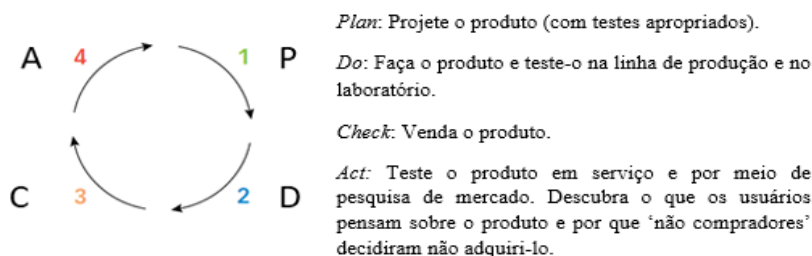 A 4 1 P
C 3 2 D
Plan: Projete o produto (com testes apropriados).
Do: Faça o produto e teste-o na linha de produção e no
laboratório.
Check: Venda o produto.
Act: Teste o produto em serviço e por meio de
pesquisa de mercado. Descubra o que os usuários
pensam sobre o produto e por que ‘não compradores’
decidiram não adquiri-lo.